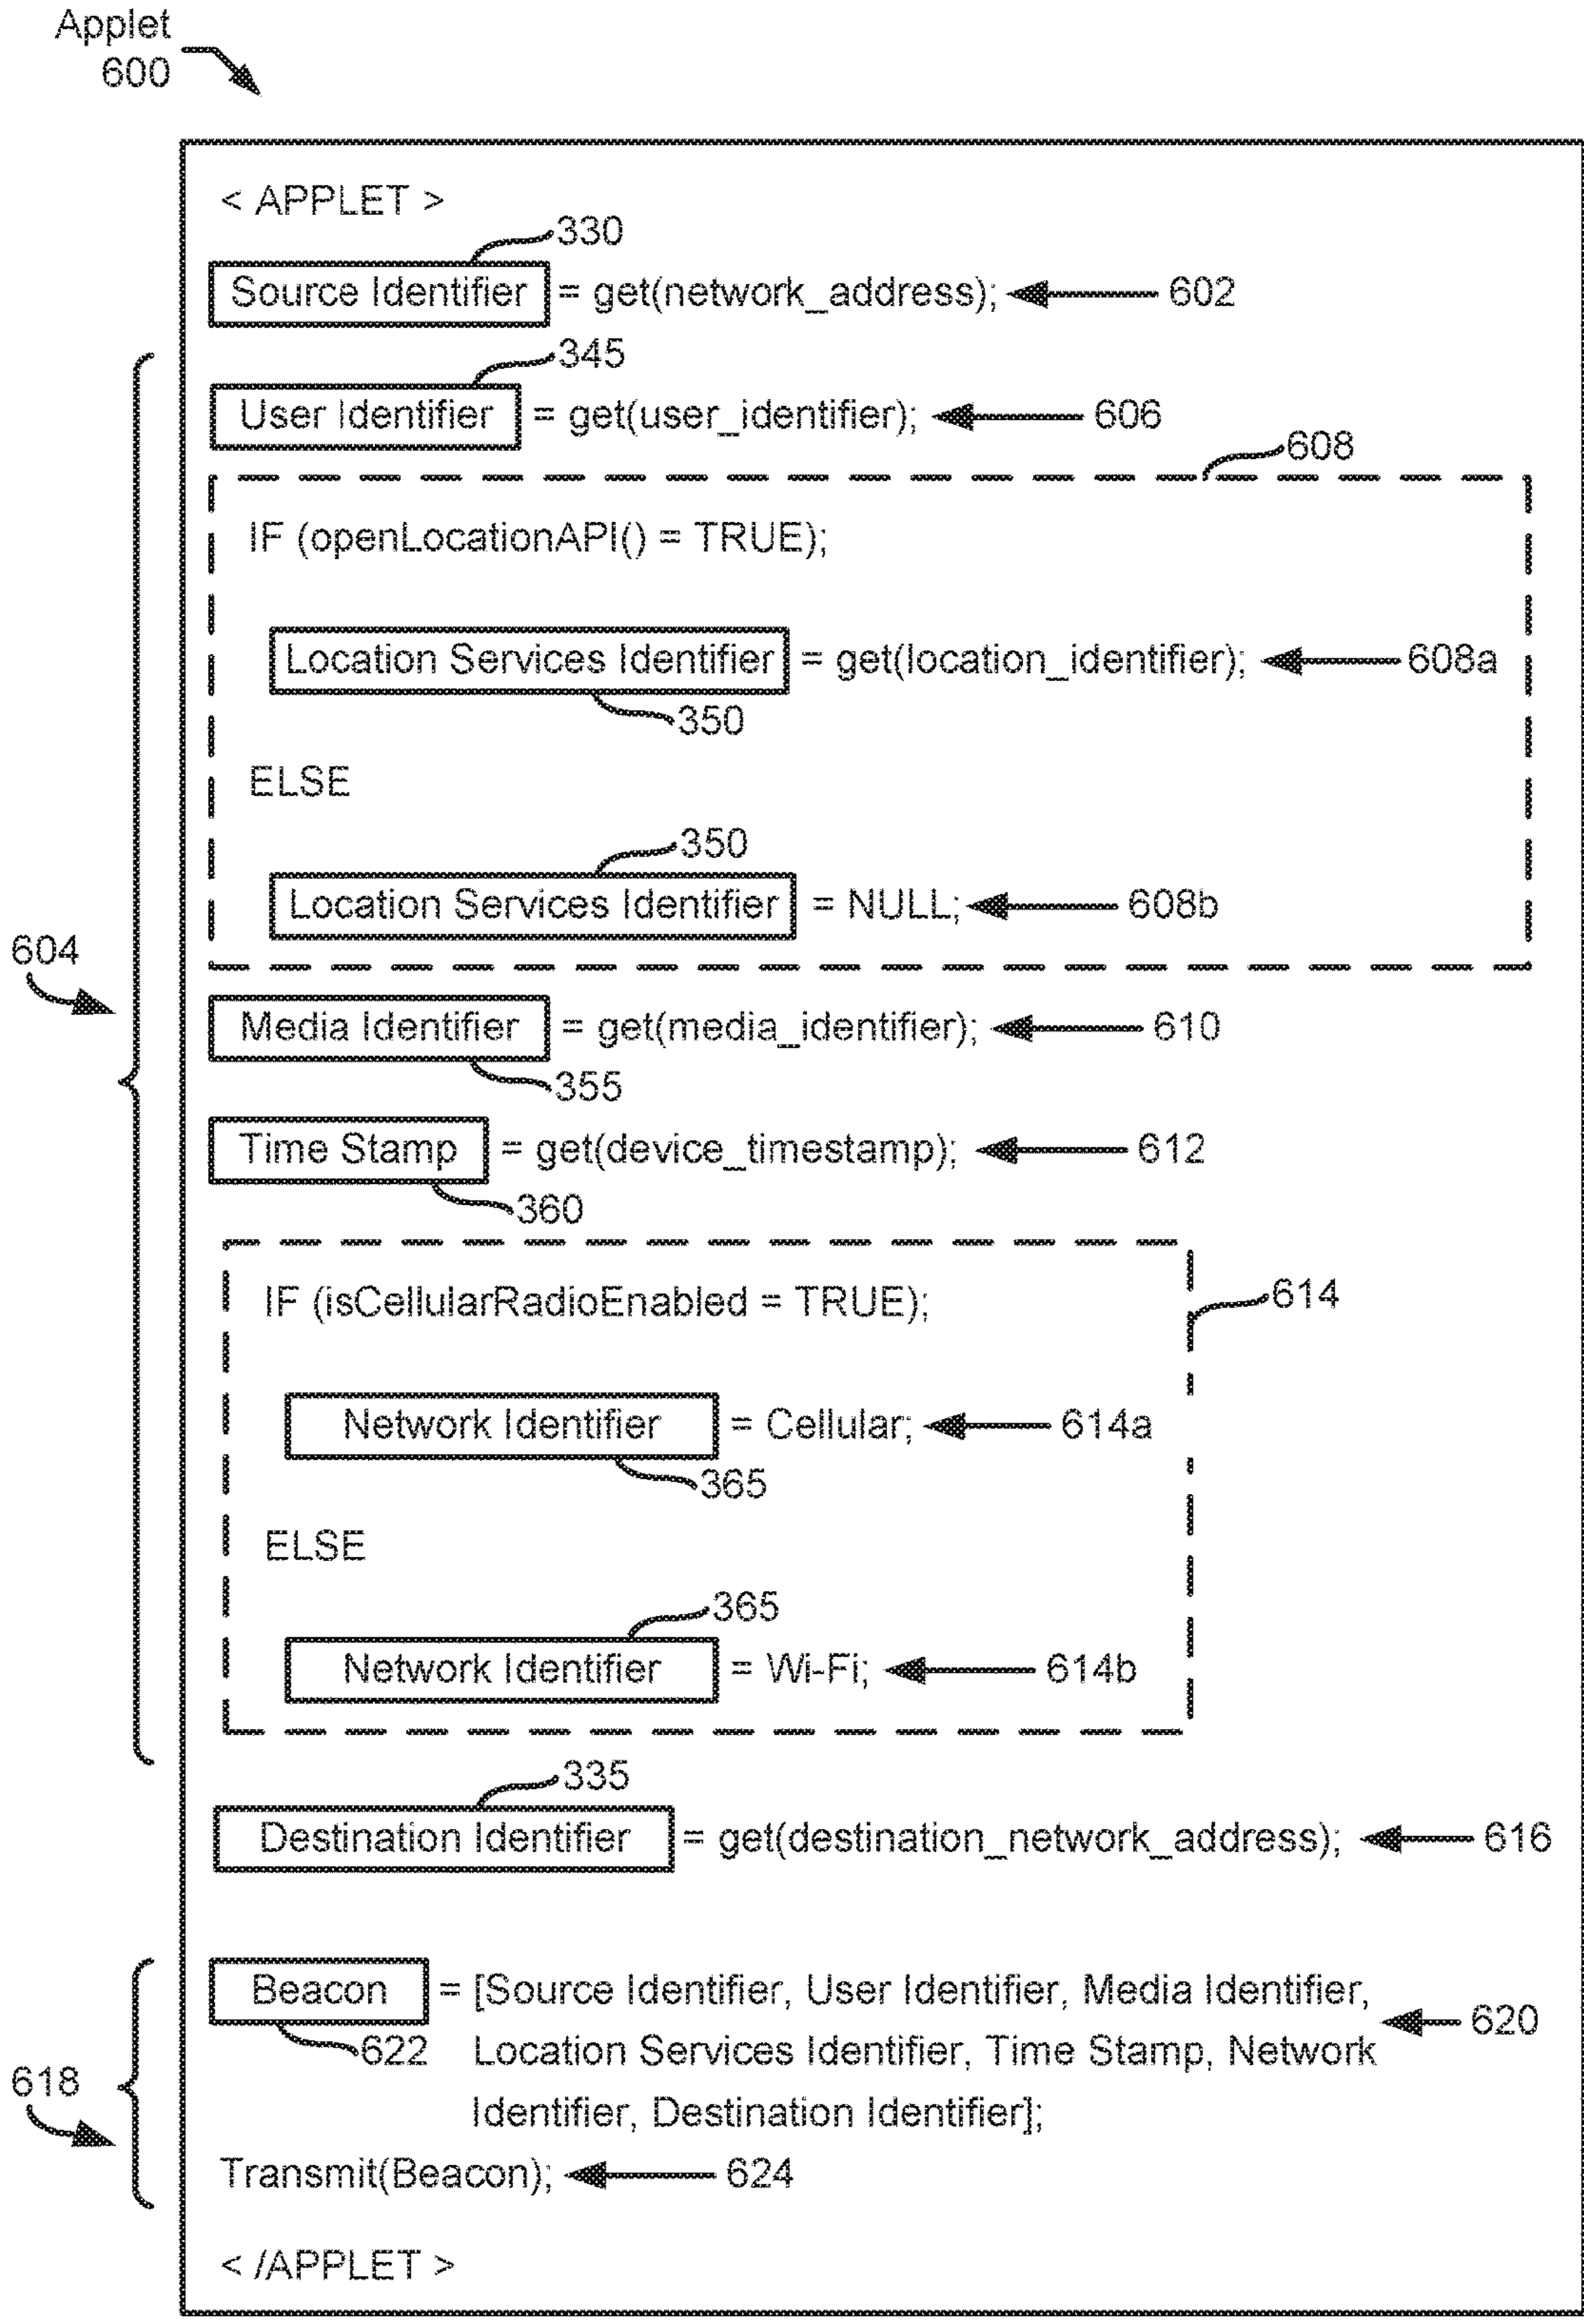 Applet
600
< APPLET >
330
Source Identifier = get(network_address); 602
345
User Identifier = get(user_identifier); 606
608
IF (openLocationAPI() = TRUE);
Location Services Identifier = get(location_identifier); 608a
350
ELSE
350
Location Services Identifier = NULL; 608b
604
Media Identifier = get(media_identifier); 610
355
Time Stamp = get(device_timestamp); 612
360
614
IF (isCellularRadioEnabled = TRUE);
Network Identifier = Cellular; 614a
365
ELSE
365
Network Identifier = Wi-Fi; 614b
335
Destination Identifier = get(destination_network_address); 616
Beacon = [Source Identifier, User Identifier, Media Identifier,
620
622 Location Services Identifier, Time Stamp, Network
618
Identifier, Destination Identifier];
Transmit(Beacon); 624
< /APPLET >